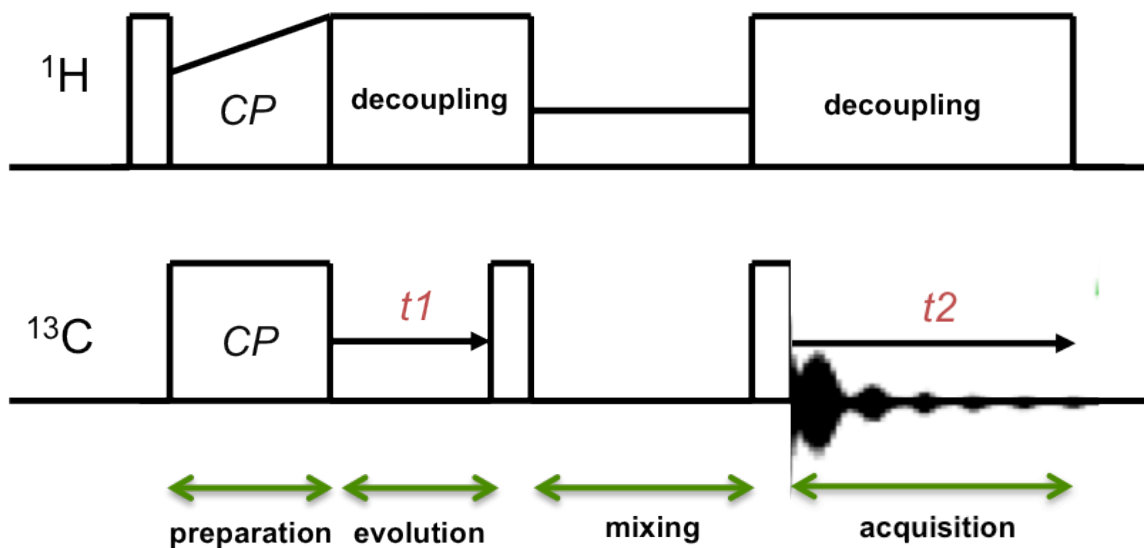 ¹H
CP
decoupling
decoupling
¹³C
CP
t1
t2
preparation
evolution
mixing
acquisition